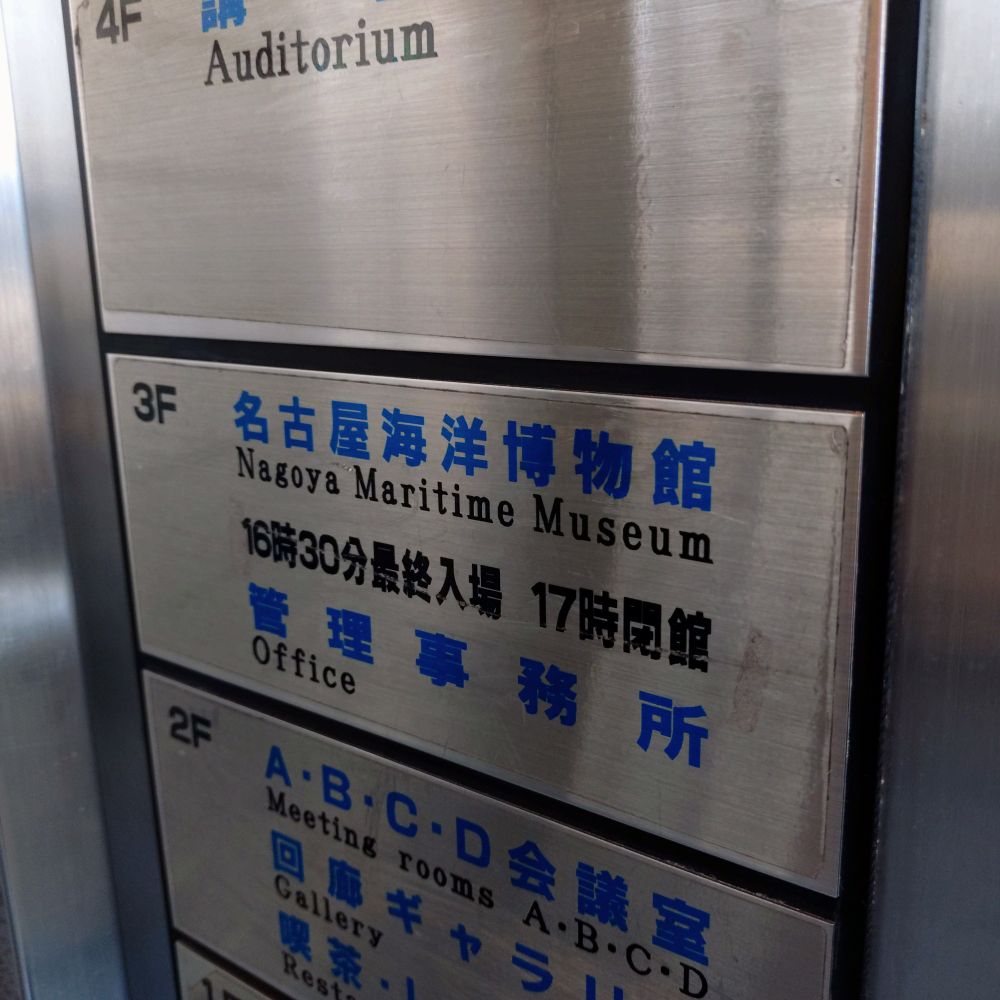 4F
Auditorium
3F 名古屋海洋博物館
Nagoya Maritime Museum
16時30分最終入場 17時閉館
管理事務所
Office
2F A・B・C・D会議室
Meeting rooms A・B・C・D
回廊ギャラリ
Gallery
喫茶・